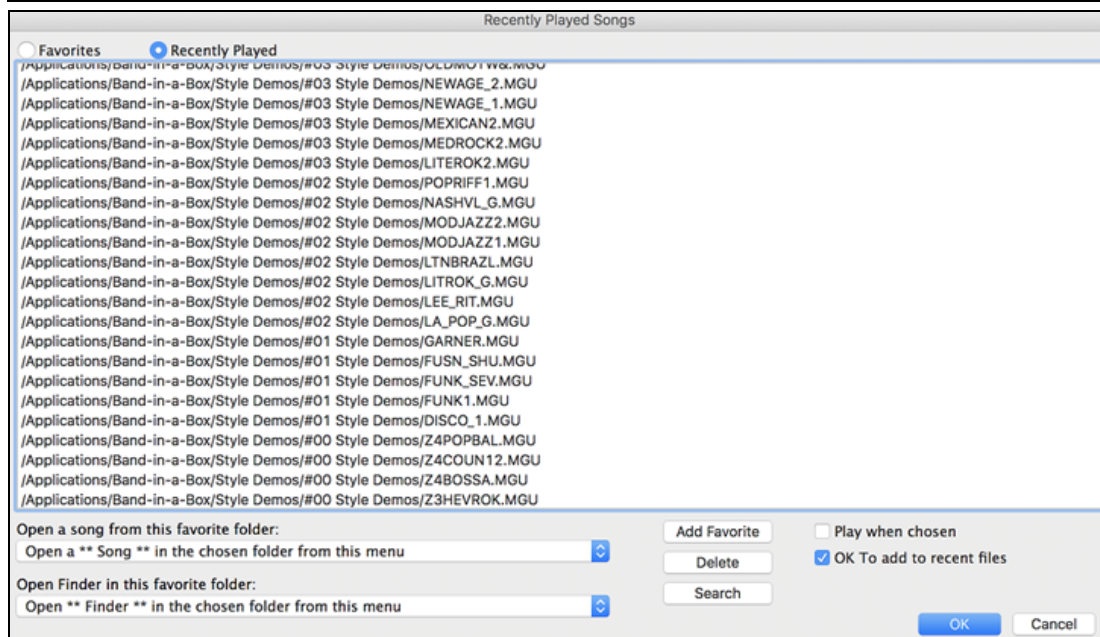 Recently Played Songs
Favorites Recently Played
/Applications/Band-in-a-Box/Style Demos/#03 Style Demos/OLDMOTW&.MGU
/Applications/Band-in-a-Box/Style Demos/#03 Style Demos/NEWAGE_2.MGU
/Applications/Band-in-a-Box/Style Demos/#03 Style Demos/NEWAGE_1.MGU
/Applications/Band-in-a-Box/Style Demos/#03 Style Demos/MEXICAN2.MGU
/Applications/Band-in-a-Box/Style Demos/#03 Style Demos/MEDROCK2.MGU
/Applications/Band-in-a-Box/Style Demos/#03 Style Demos/LITEROK2.MGU
/Applications/Band-in-a-Box/Style Demos/#02 Style Demos/POPRIFF1.MGU
/Applications/Band-in-a-Box/Style Demos/#02 Style Demos/NASHVL_G.MGU
/Applications/Band-in-a-Box/Style Demos/#02 Style Demos/MODJAZZ2.MGU
/Applications/Band-in-a-Box/Style Demos/#02 Style Demos/MODJAZZ1.MGU
/Applications/Band-in-a-Box/Style Demos/#02 Style Demos/LTNBRAZL.MGU
/Applications/Band-in-a-Box/Style Demos/#02 Style Demos/LITROK_G.MGU
/Applications/Band-in-a-Box/Style Demos/#02 Style Demos/LEE_RIT.MGU
/Applications/Band-in-a-Box/Style Demos/#02 Style Demos/LA_POP_G.MGU
/Applications/Band-in-a-Box/Style Demos/#01 Style Demos/GARNER.MGU
/Applications/Band-in-a-Box/Style Demos/#01 Style Demos/FUSN_SHU.MGU
/Applications/Band-in-a-Box/Style Demos/#01 Style Demos/FUNK_SEV.MGU
/Applications/Band-in-a-Box/Style Demos/#01 Style Demos/FUNK1.MGU
/Applications/Band-in-a-Box/Style Demos/#01 Style Demos/DISCO_1.MGU
/Applications/Band-in-a-Box/Style Demos/#00 Style Demos/Z4POPBAL.MGU
/Applications/Band-in-a-Box/Style Demos/#00 Style Demos/Z4COUN12.MGU
/Applications/Band-in-a-Box/Style Demos/#00 Style Demos/Z4BOSSA.MGU
/Applications/Band-in-a-Box/Style Demos/#00 Style Demos/Z3HEVROK.MGU
Open a song from this favorite folder:
Open a ** Song ** in the chosen folder from this menu
Open Finder in this favorite folder:
Open ** Finder ** in the chosen folder from this menu
Add Favorite
Delete
Search
Play when chosen
OK To add to recent files
OK Cancel